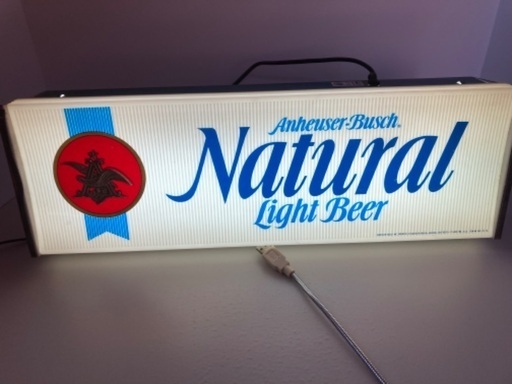 Anheuser-Busch.
Natural
Light Beer